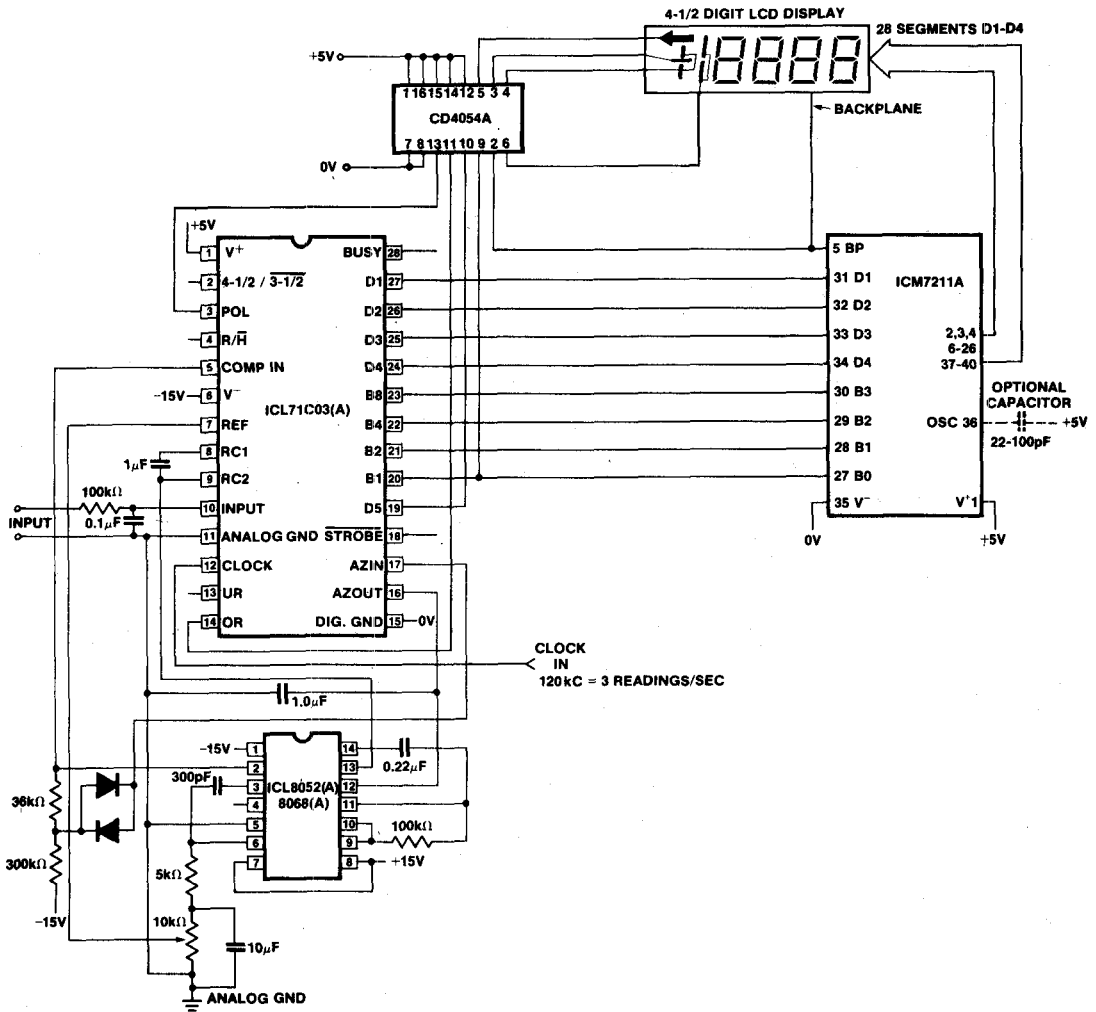 4-1/2 DIGIT LCD DISPLAY
28 SEGMENTS D1-D4
+5V
1 16 15 14 12 5 3 4
CD4054A
7 8 13 11 10 9 2 6
0V
BACKPLANE
+5V
1 V+
2 4-1/2 / 3-1/2
3 POL
4 R/H
5 COMP IN
-15V
6 V-
7 REF
8 RC1
1µF
9 RC2
100kΩ
10 INPUT
INPUT
0.1µF
11 ANALOG GND
12 CLOCK
13 UR
14 OR
ICL71C03(A)
BUSY 28
D1 27
D2 26
D3 25
D4 24
B8 23
B4 22
B2 21
B1 20
D5 19
STROBE 18
AZIN 17
AZOUT 16
DIG. GND 15
0V
5 BP
31 D1
32 D2
33 D3
34 D4
30 B3
29 B2
28 B1
27 B0
35 V-
0V
ICM7211A
2,3,4
6-26
37-40
OSC 36
V+ 1
+5V
OPTIONAL
CAPACITOR
+5V
22-100pF
CLOCK
IN
120kC = 3 READINGS/SEC
1.0µF
-15V
1
2
3
4
5
6
7
ICL8052(A)
8068(A)
14
13
12
11
10
9
8
0.22µF
300pF
100kΩ
+15V
36kΩ
300kΩ
-15V
5kΩ
10kΩ
10µF
ANALOG GND